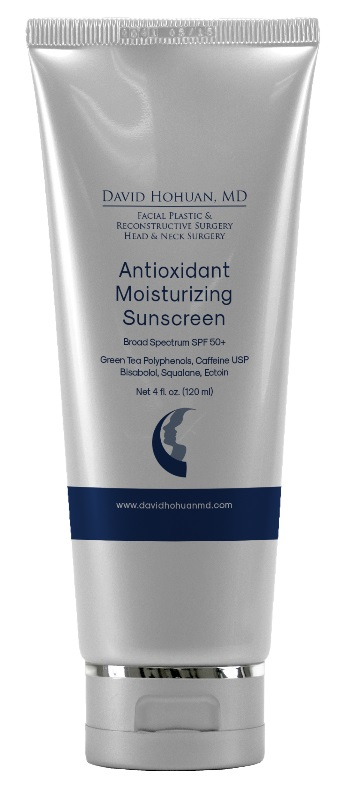 DAVID HOHUAN, MD
FACIAL PLASTIC &
RECONSTRUCTIVE SURGERY
HEAD & NECK SURGERY
Antioxidant
Moisturizing
Sunscreen
Broad Spectrum SPF 50+
Green Tea Polyphenols, Caffeine USP
Bisabolol, Squalane, Ectoin
Net 4 fl. oz. (120 ml)
www.davidhohuanmd.com